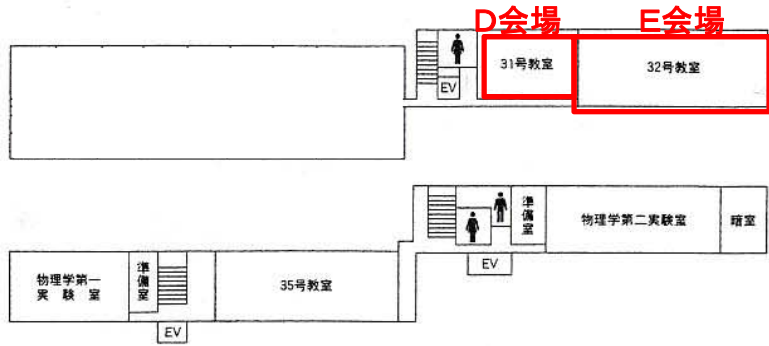 D会場
E会場
31号教室
32号教室
EV
準備室
物理学第二実験室
暗室
EV
物理学第一
実験室
準備室
35号教室
EV